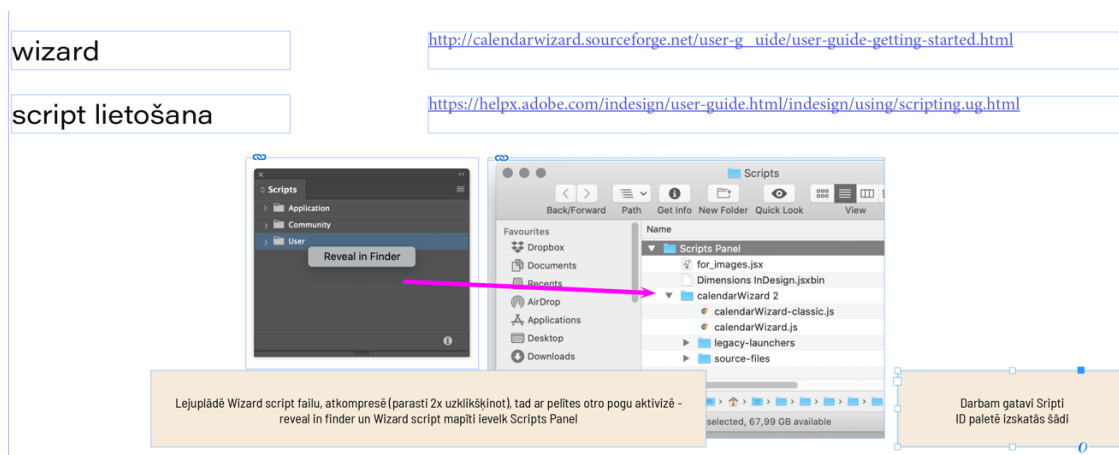 wizard
http://calendarwizard.sourceforge.net/user-g uide/user-guide-getting-started.html
script lietošana
https://helpx.adobe.com/indesign/user-guide.html/indesign/using/scripting.ug.html
Scripts
Application
Community
User
Reveal in Finder
Scripts
Back/Forward Path Get Info New Folder Quick Look View
Favourites
Dropbox
Documents
Recents
AirDrop
Applications
Desktop
Downloads
Name
Scripts Panel
for_images.jsx
Dimensions InDesign.jsxbin
calendarWizard 2
calendarWizard-classic.js
calendarWizard.js
legacy-launchers
source-files
selected, 67,99 GB available
Lejuplādē Wizard script failu, atkompresē (parasti 2x uzklikšķinot), tad ar pelītes otro pogu aktivizē -
reveal in finder un Wizard script mapīti ievelk Scripts Panel
Darbam gatavi Sripti
ID paletē izskatās šādi